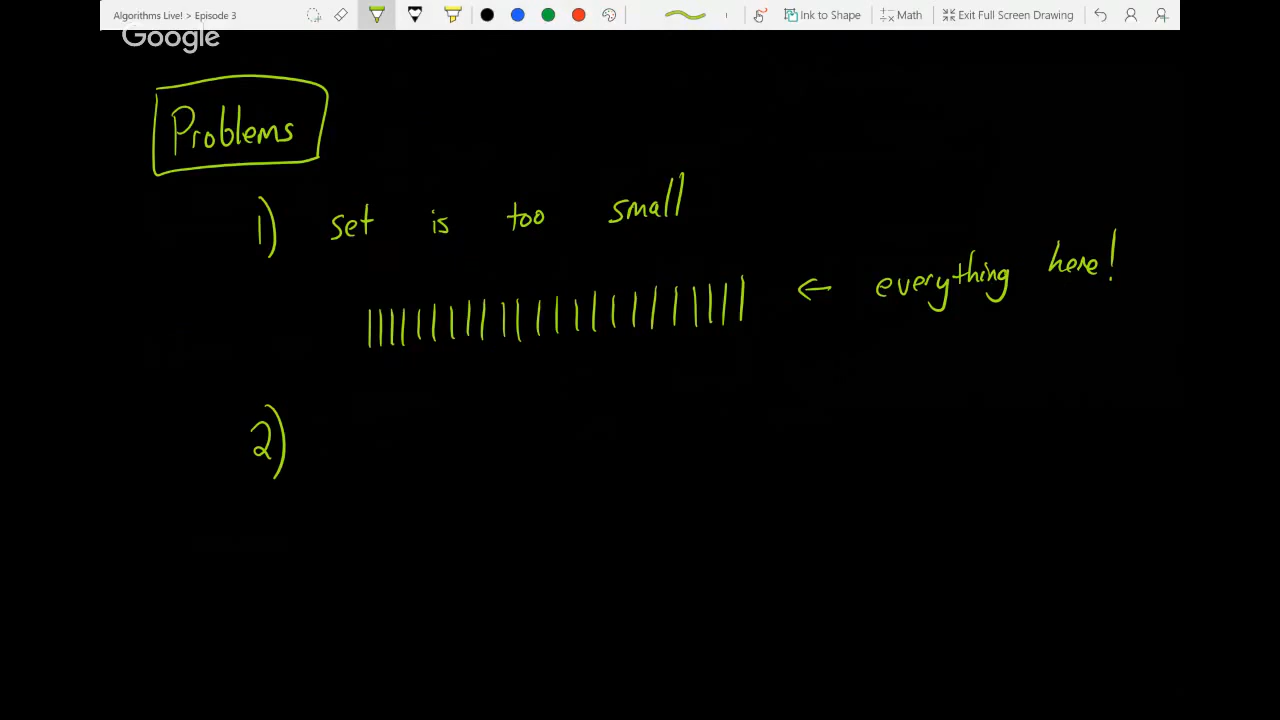 Algorithms Live! > Episode 3
Ink to Shape
Math
Exit Full Screen Drawing
Google
Problems
1) set is too small
← everything here!
2)